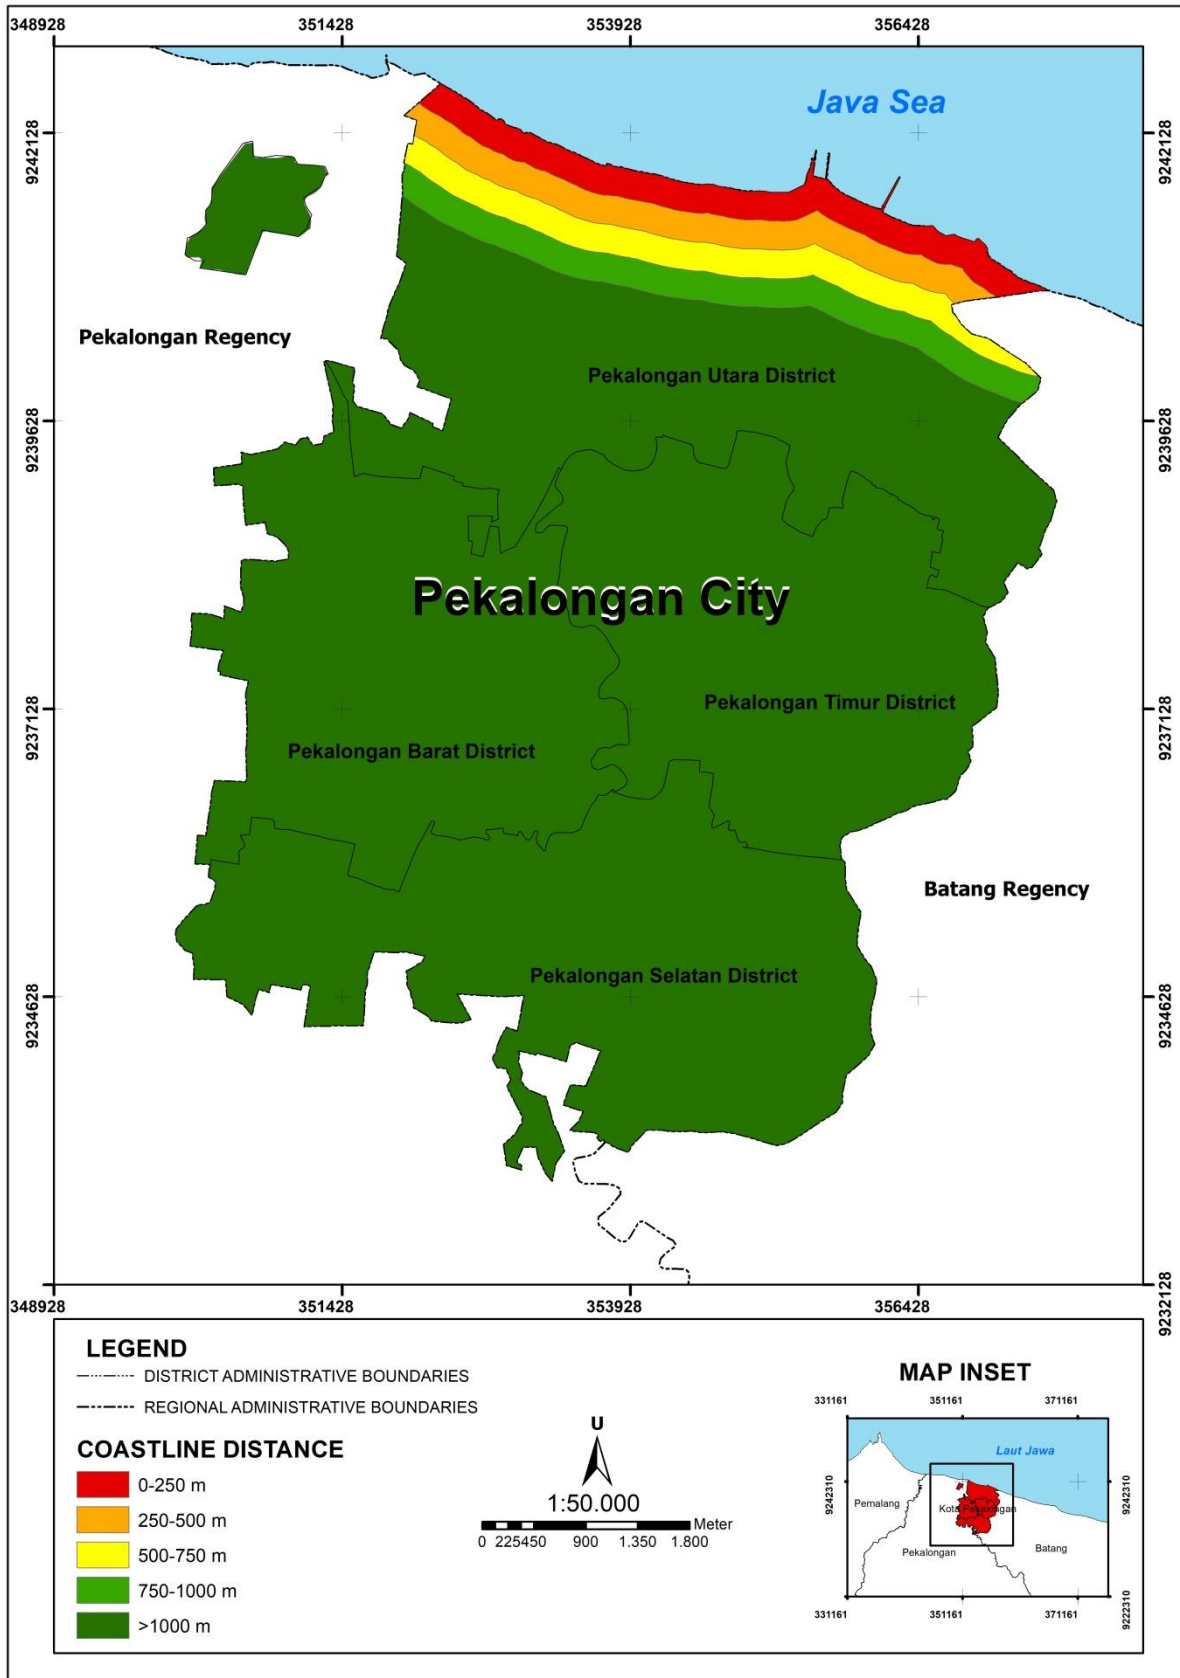 348928 351428 353928 356428
Java Sea
9242128 9242128
Pekalongan Regency
Pekalongan Utara District
9239628 9239628
Pekalongan City
Pekalongan Timur District
9237128 9237128
Pekalongan Barat District
Batang Regency
Pekalongan Selatan District
9234628 9234628
9232128
348928 351428 353928 356428
LEGEND
DISTRICT ADMINISTRATIVE BOUNDARIES
REGIONAL ADMINISTRATIVE BOUNDARIES
COASTLINE DISTANCE
0-250 m
250-500 m
500-750 m
750-1000 m
>1000 m
U
1:50.000
Meter
0 225450 900 1.350 1.800
MAP INSET
331161 351161 371161
Laut Jawa
9242310 9242310
Pemalang
Kota Pekalongan
Pekalongan
Batang
9222310
331161 351161 371161